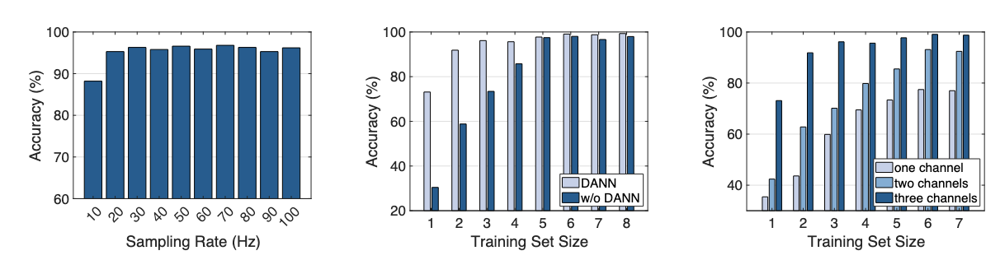 100
90
80
70
60
Accuracy (%)
10 20 30 40 50 60 70 80 90 100
Sampling Rate (Hz)
100
80
60
40
20
Accuracy (%)
DANN
w/o DANN
1 2 3 4 5 6 7 8
Training Set Size
100
80
60
40
Accuracy (%)
one channel
two channels
three channels
1 2 3 4 5 6 7
Training Set Size